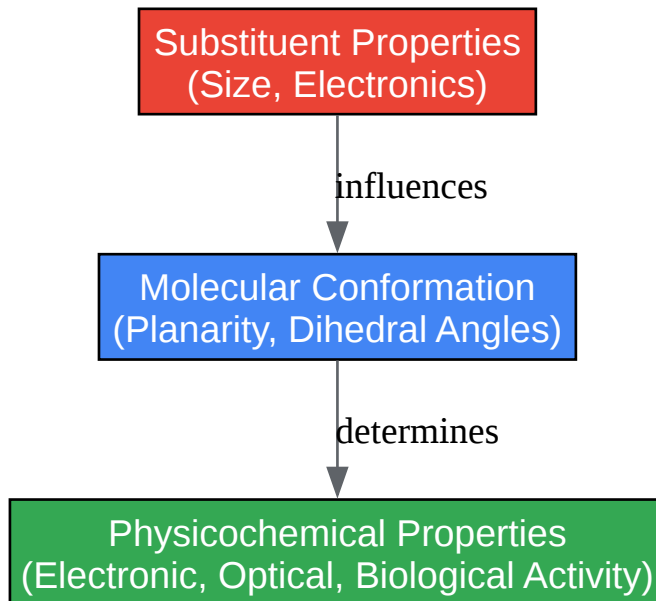 Substituent Properties
(Size, Electronics)
influences
Molecular Conformation
(Planarity, Dihedral Angles)
determines
Physicochemical Properties
(Electronic, Optical, Biological Activity)